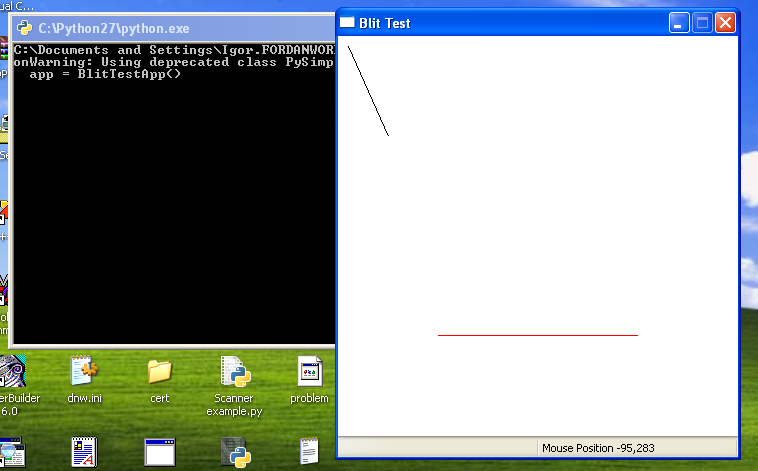 ual C...
C:\Python27\python.exe
C:\Documents and Settings\Igor.FORDANWOR
onWarning: Using deprecated class PySimp
app = BlitTestApp()
Blit Test
Mouse Position -95,283
erBuilder
6.0
dnw.ini
cert
Scanner
example.py
problem